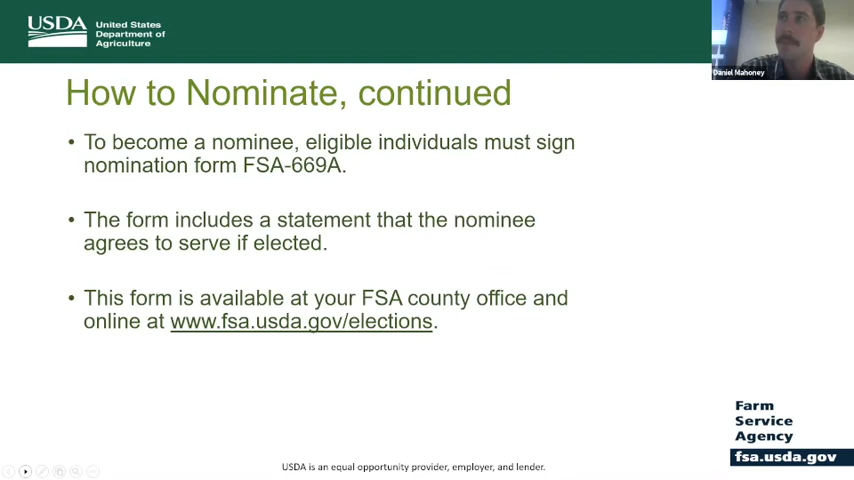 USDA
United States
Department of
Agriculture
Daniel Mahoney
How to Nominate, continued
• To become a nominee, eligible individuals must sign
nomination form FSA-669A.
• The form includes a statement that the nominee
agrees to serve if elected.
• This form is available at your FSA county office and
online at www.fsa.usda.gov/elections.
Farm
Service
Agency
fsa.usda.gov
USDA is an equal opportunity provider, employer, and lender.